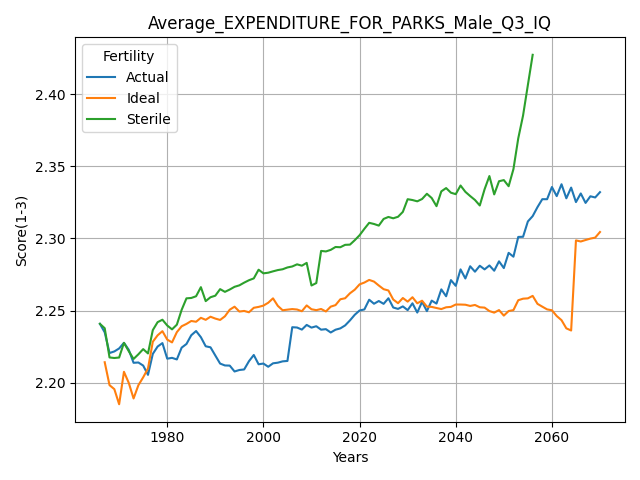 Average_EXPENDITURE_FOR_PARKS_Male_Q3_IQ
Fertility
Actual
Ideal
Sterile
Score(1-3)
2.40
2.35
2.30
2.25
2.20
1980
2000
2020
2040
2060
Years